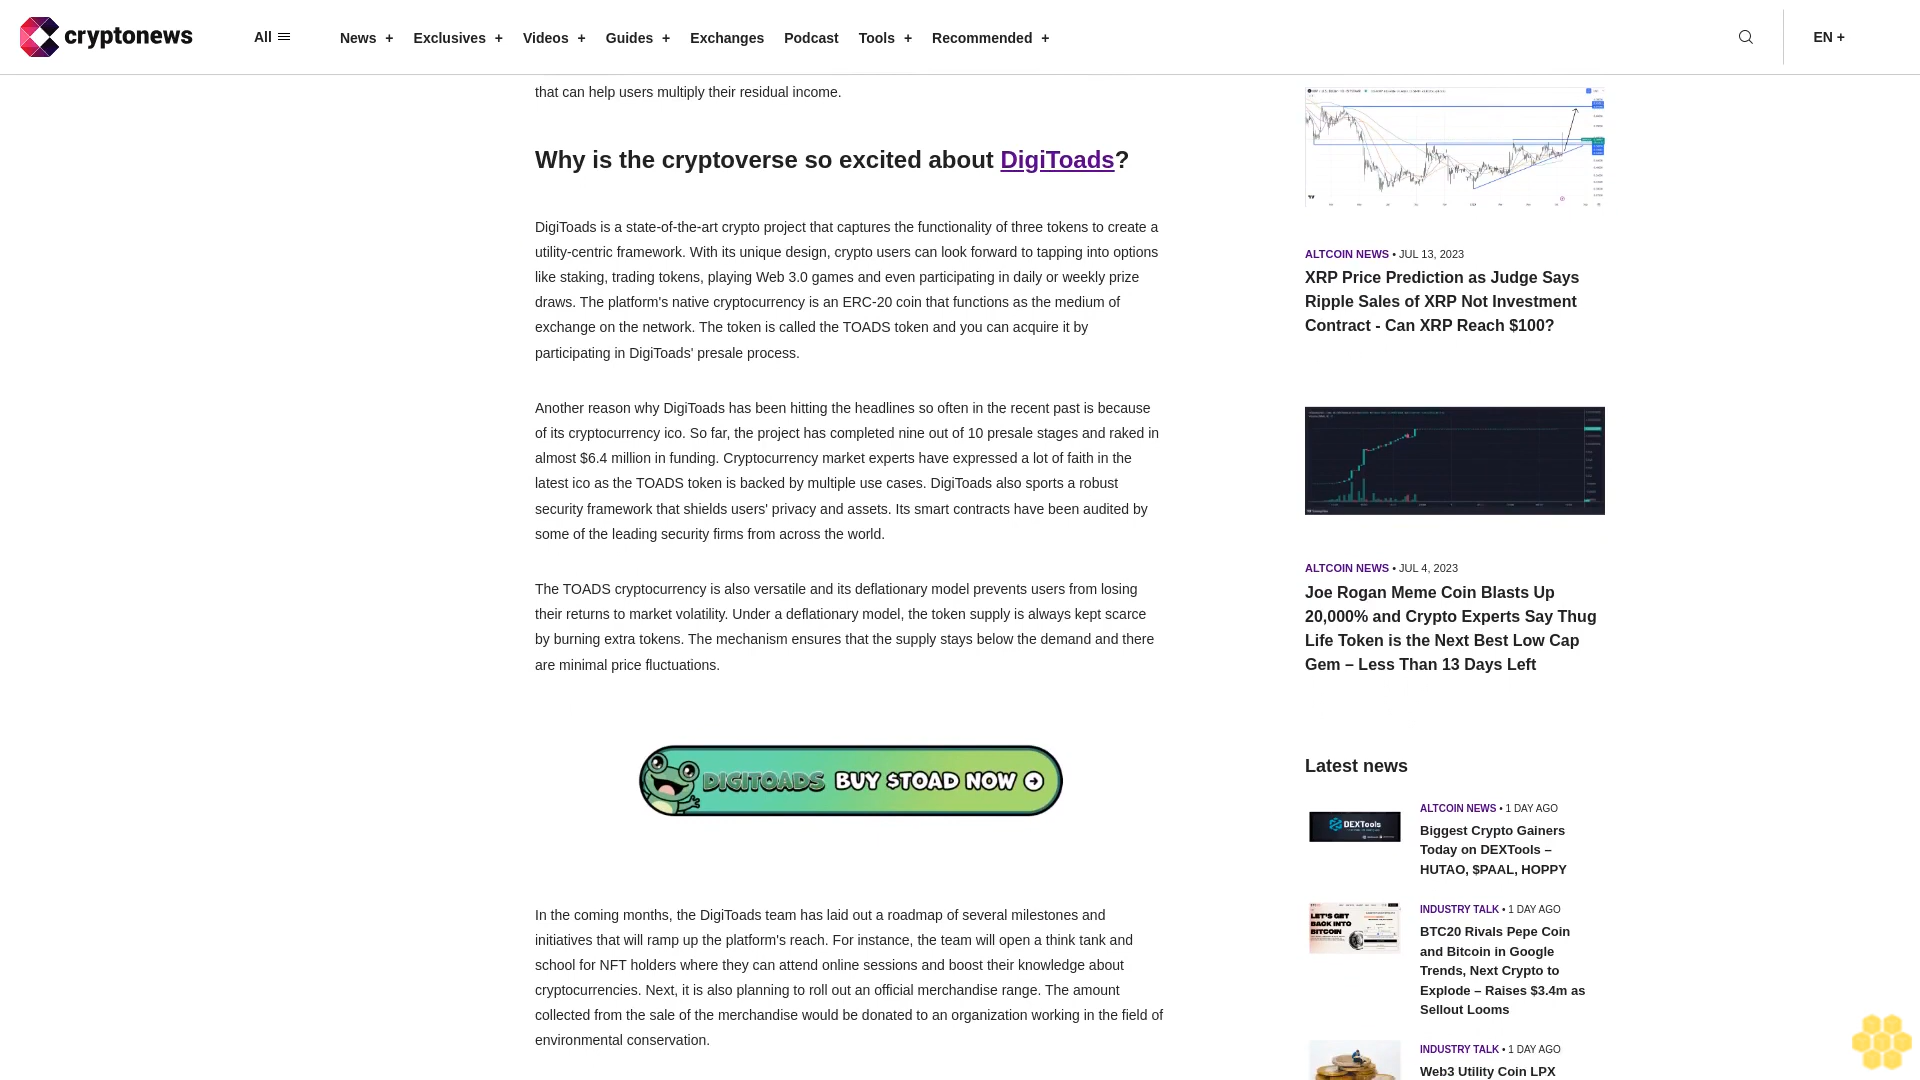 cryptonews
All
News +
Exclusives +
Videos +
Guides +
Exchanges
Podcast
Tools +
Recommended +
EN +
that can help users multiply their residual income.
Why is the cryptoverse so excited about DigiToads?
DigiToads is a state-of-the-art crypto project that captures the functionality of three tokens to create a
utility-centric framework. With its unique design, crypto users can look forward to tapping into options
like staking, trading tokens, playing Web 3.0 games and even participating in daily or weekly prize
draws. The platform's native cryptocurrency is an ERC-20 coin that functions as the medium of
exchange on the network. The token is called the TOADS token and you can acquire it by
participating in DigiToads' presale process.
Another reason why DigiToads has been hitting the headlines so often in the recent past is because
of its cryptocurrency ico. So far, the project has completed nine out of 10 presale stages and raked in
almost $6.4 million in funding. Cryptocurrency market experts have expressed a lot of faith in the
latest ico as the TOADS token is backed by multiple use cases. DigiToads also sports a robust
security framework that shields users' privacy and assets. Its smart contracts have been audited by
some of the leading security firms from across the world.
The TOADS cryptocurrency is also versatile and its deflationary model prevents users from losing
their returns to market volatility. Under a deflationary model, the token supply is always kept scarce
by burning extra tokens. The mechanism ensures that the supply stays below the demand and there
are minimal price fluctuations.
DIGITOADS BUY $TOAD NOW
In the coming months, the DigiToads team has laid out a roadmap of several milestones and
initiatives that will ramp up the platform's reach. For instance, the team will open a think tank and
school for NFT holders where they can attend online sessions and boost their knowledge about
cryptocurrencies. Next, it is also planning to roll out an official merchandise range. The amount
collected from the sale of the merchandise would be donated to an organization working in the field of
environmental conservation.
ALTCOIN NEWS • JUL 13, 2023
XRP Price Prediction as Judge Says
Ripple Sales of XRP Not Investment
Contract - Can XRP Reach $100?
ALTCOIN NEWS • JUL 4, 2023
Joe Rogan Meme Coin Blasts Up
20,000% and Crypto Experts Say Thug
Life Token is the Next Best Low Cap
Gem – Less Than 13 Days Left
Latest news
DEXTools
ALTCOIN NEWS • 1 DAY AGO
Biggest Crypto Gainers
Today on DEXTools –
HUTAO, $PAAL, HOPPY
LET'S GET
BACK INTO
BITCOIN
INDUSTRY TALK • 1 DAY AGO
BTC20 Rivals Pepe Coin
and Bitcoin in Google
Trends, Next Crypto to
Explode – Raises $3.4m as
Sellout Looms
INDUSTRY TALK • 1 DAY AGO
Web3 Utility Coin LPX